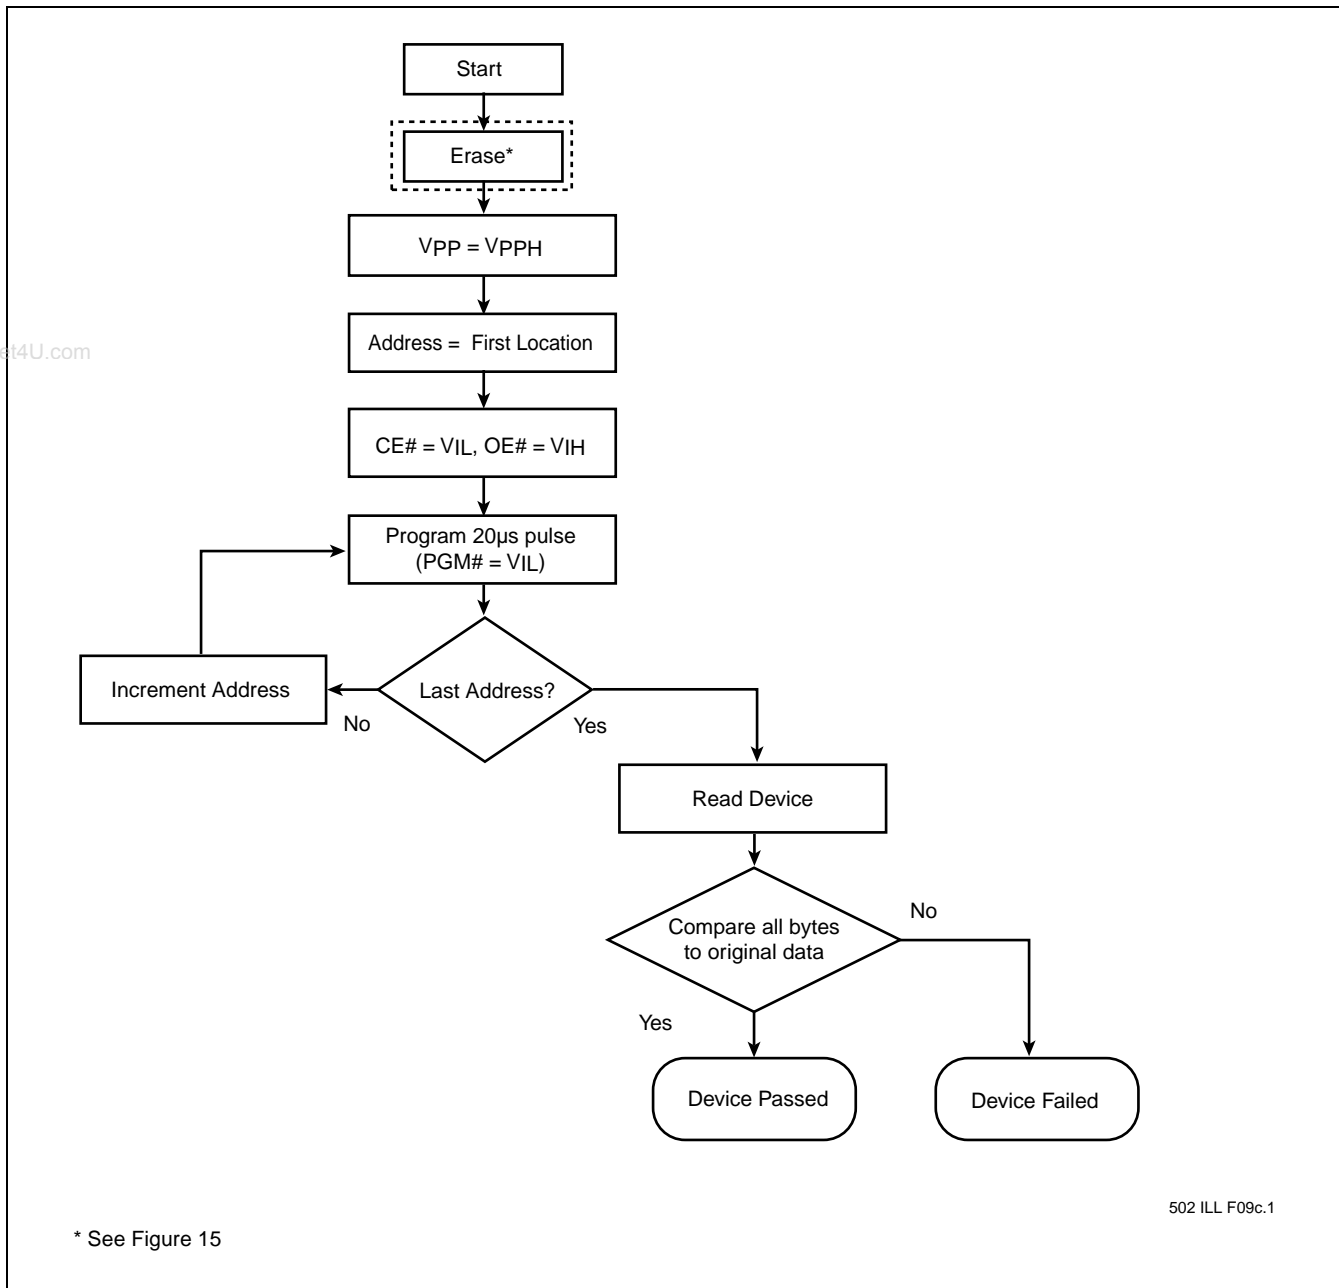 Start
Erase*
VPP = VPPH
Address = First Location
et4U.com
CE# = VIL, OE# = VIH
Program 20µs pulse
(PGM# = VIL)
Increment Address
Last Address?
No
Yes
Read Device
Compare all bytes
to original data
No
Yes
Device Passed
Device Failed
502 ILL F09c.1
* See Figure 15